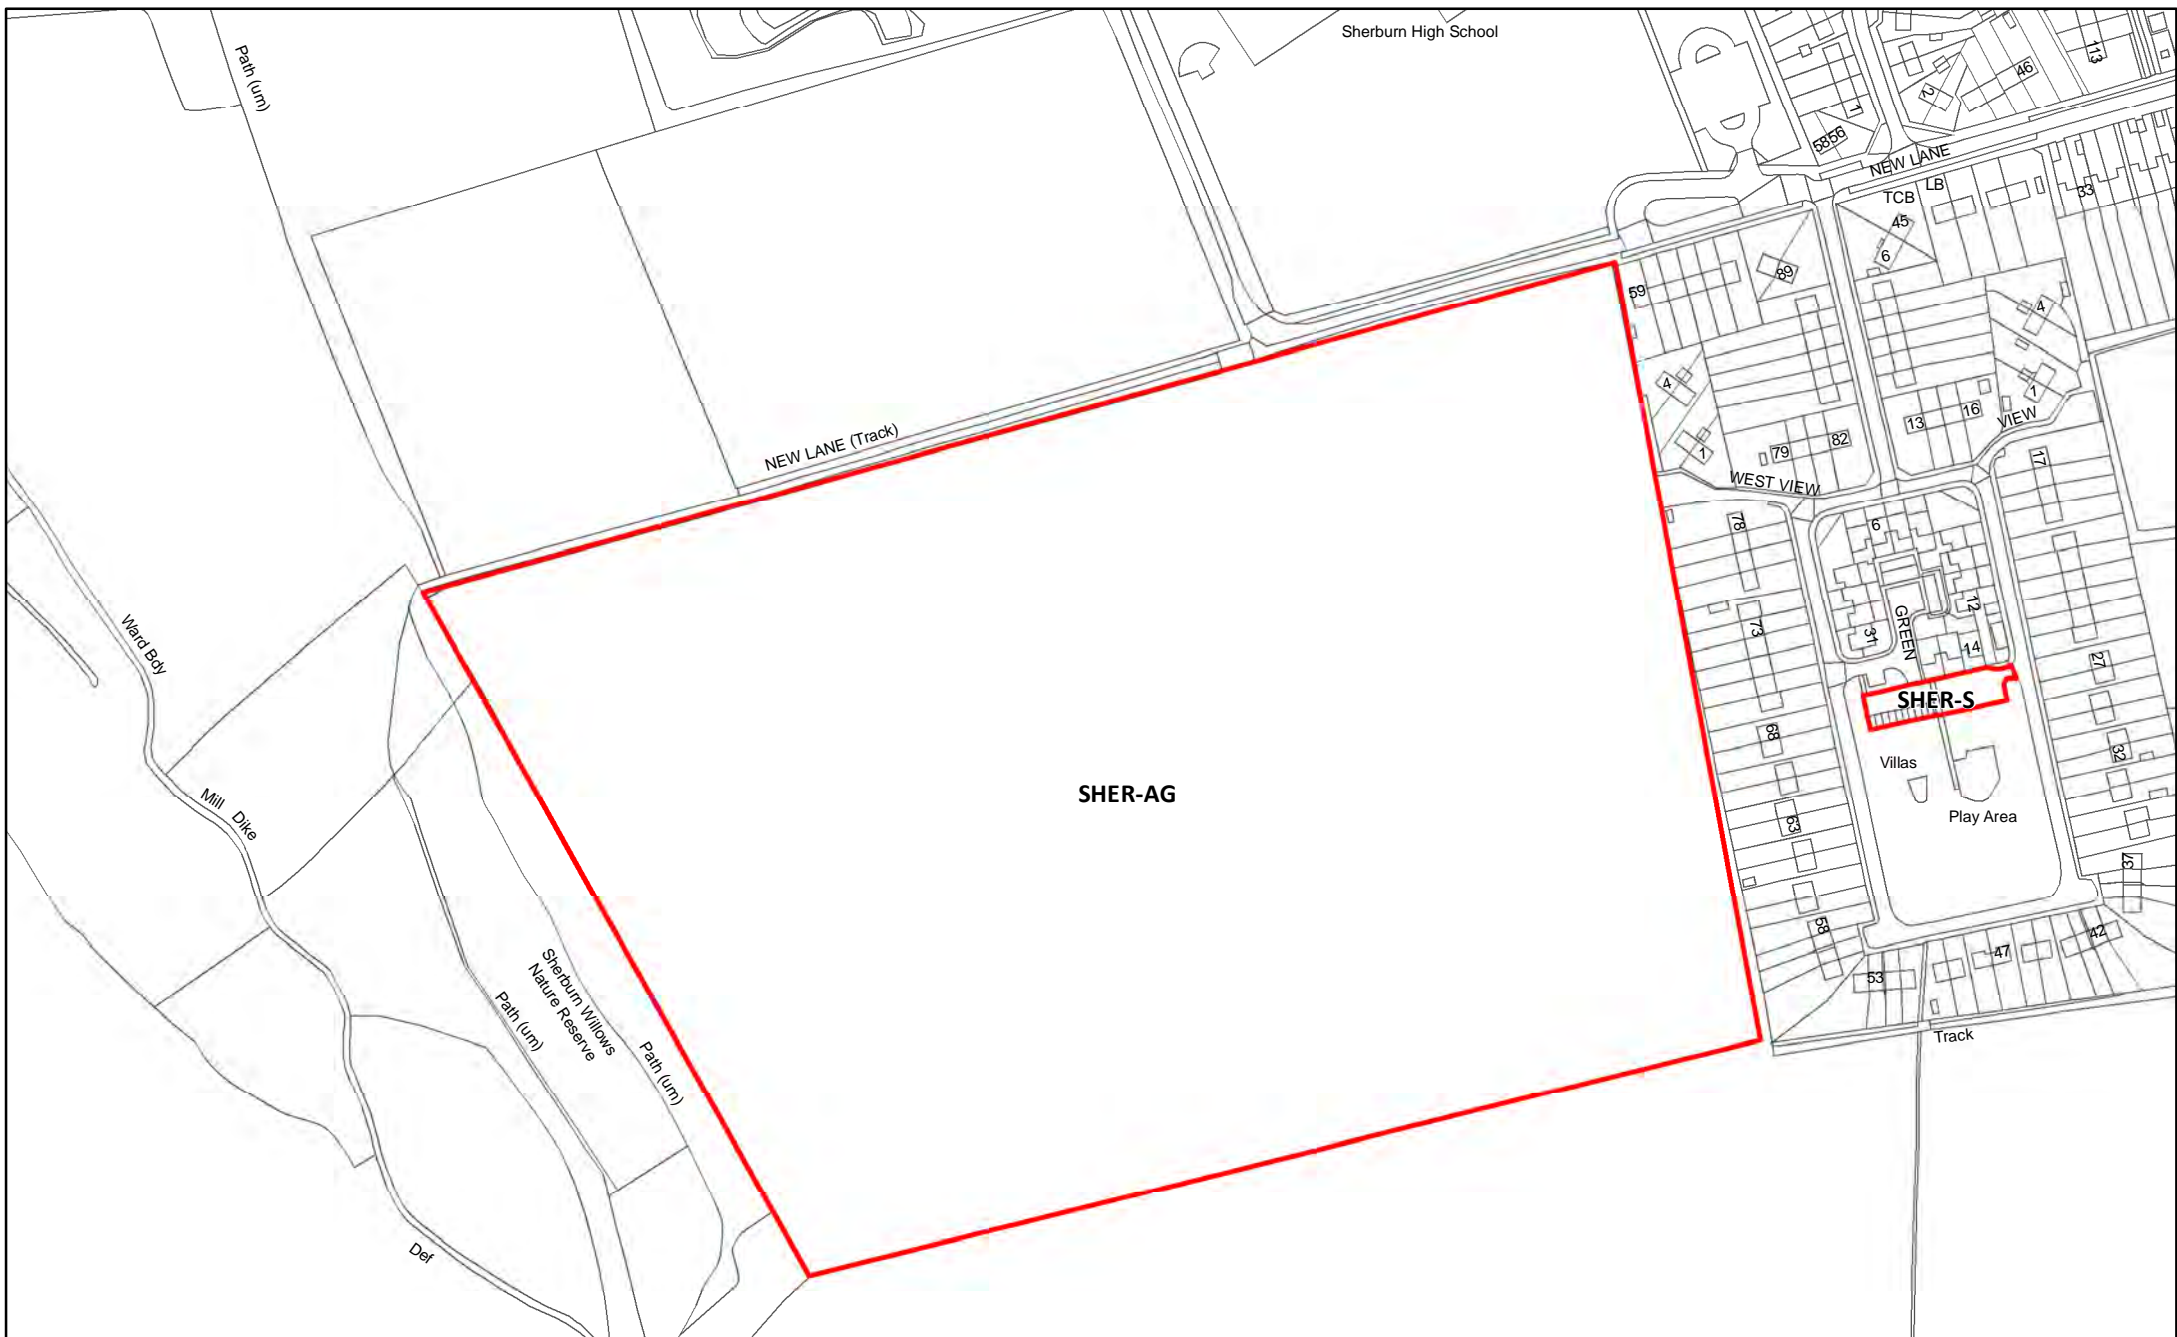 Sherburn High School
Path (um)
113
46
2
1
5856
NEW LANE
LB
TCB
33
45
6
89
59
4
4
1
16
13
VIEW
NEW LANE (Track)
82
79
1
17
WEST VIEW
78
6
12
GREEN
73
31
14
27
Ward Bdy
SHER-S
68
32
Villas
SHER-AG
Mill Dike
63
Play Area
37
58
42
47
53
Sherburn Willows
Nature Reserve
Path (um)
Path (um)
Track
Def